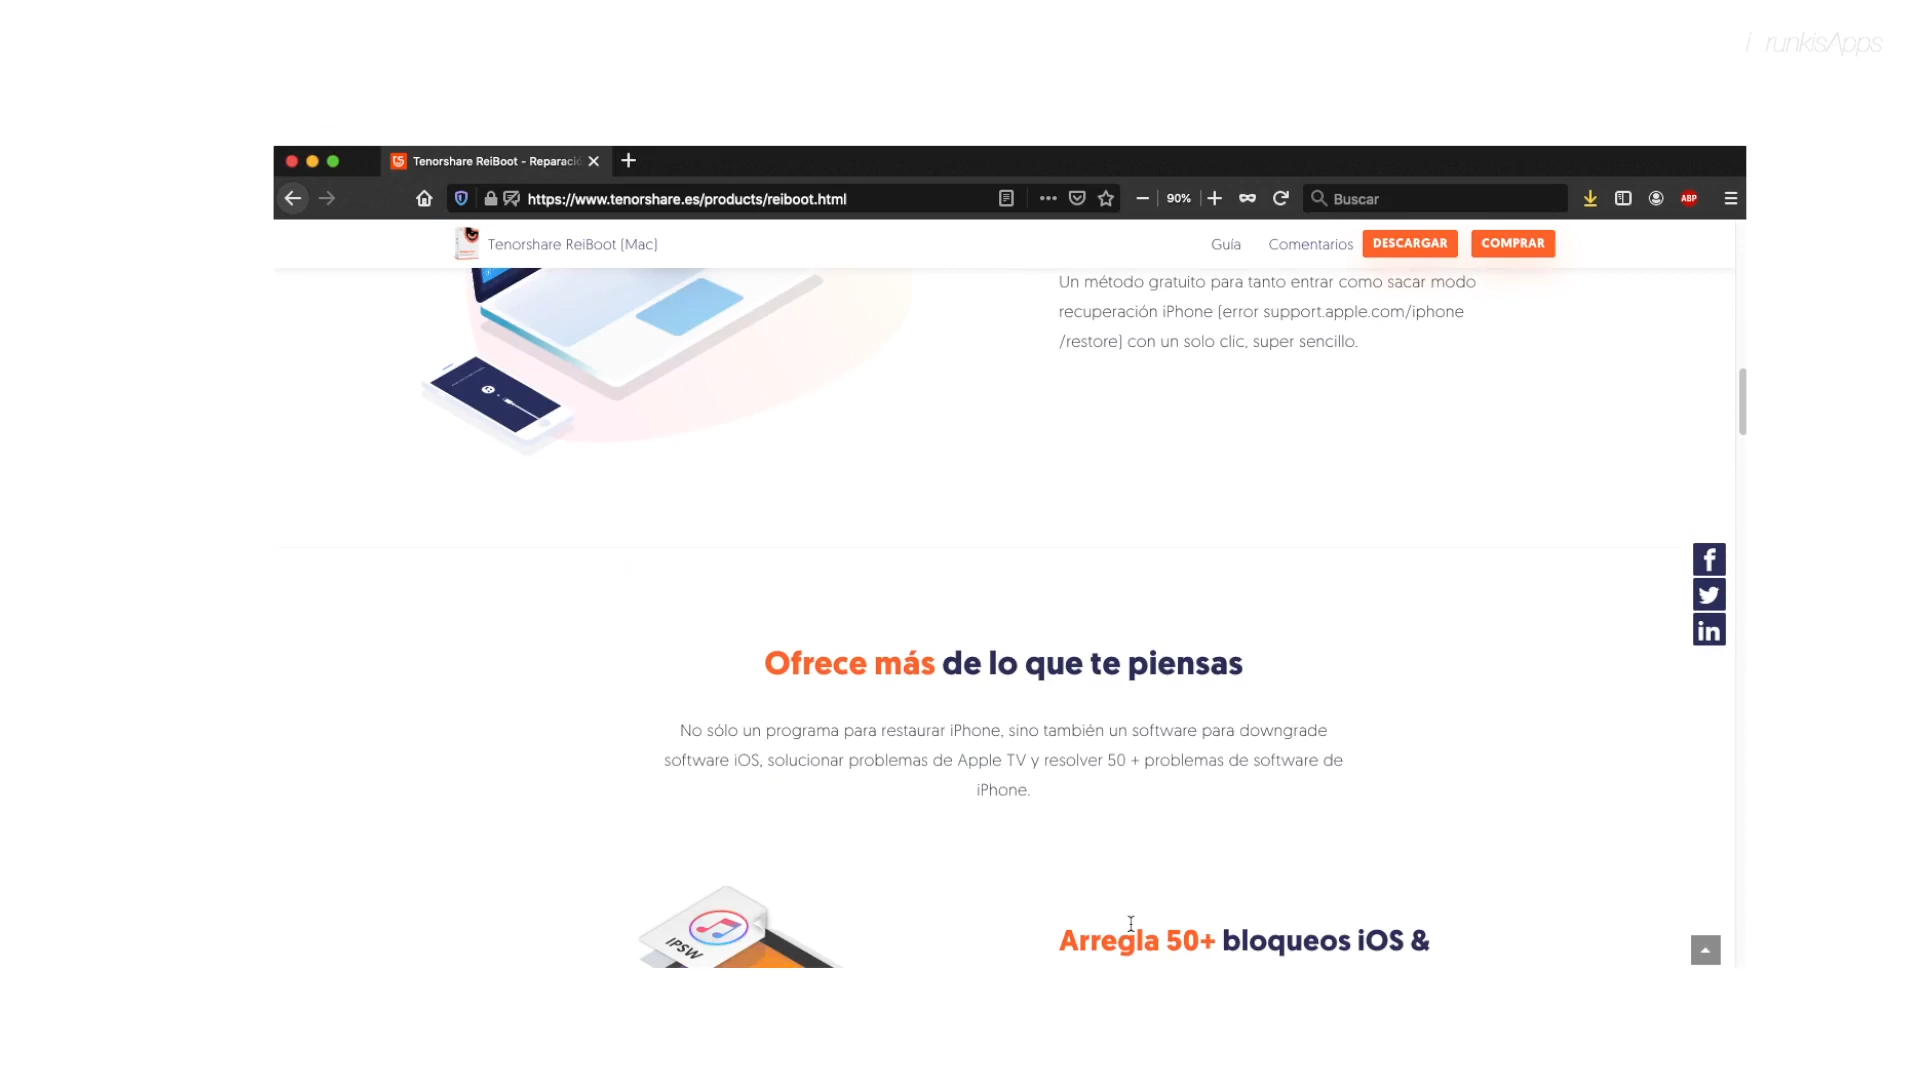 runkisApps
Tenorshare ReiBoot - Reparació
https://www.tenorshare.es/products/reiboot.html
90%
Buscar
ABP
Tenorshare ReiBoot (Mac)
Guía
Comentarios
DESCARGAR
COMPRAR
Un método gratuito para tanto entrar como sacar modo
recuperación iPhone (error support.apple.com/iphone
/restore) con un solo clic, super sencillo.
Ofrece más de lo que te piensas
No sólo un programa para restaurar iPhone, sino también un software para downgrade
software iOS, solucionar problemas de Apple TV y resolver 50 + problemas de software de
iPhone.
IPSW
Arregla 50+ bloqueos iOS &